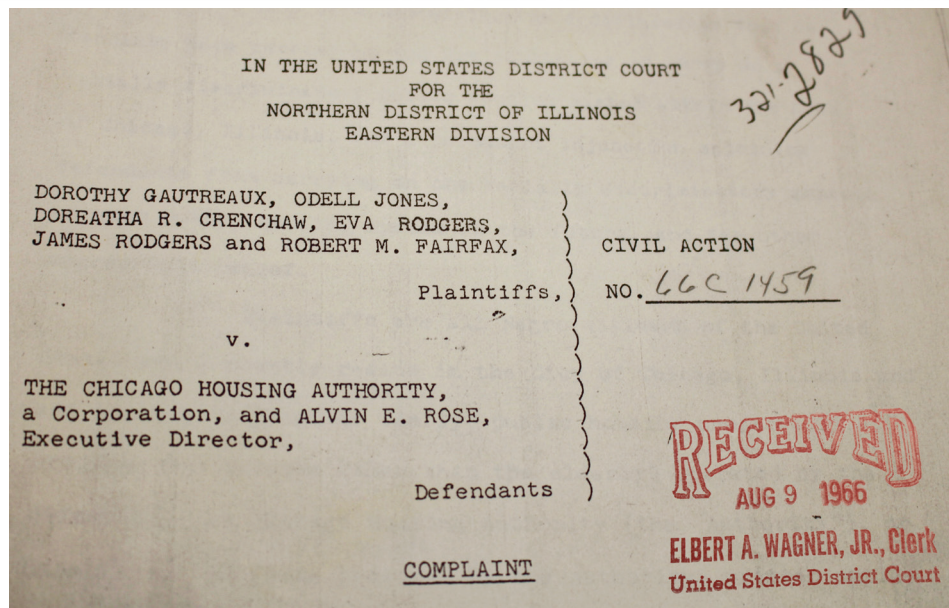 321-2829
IN THE UNITED STATES DISTRICT COURT
FOR THE
NORTHERN DISTRICT OF ILLINOIS
EASTERN DIVISION
DOROTHY GAUTREAUX, ODELL JONES, )
DOREATHA R. CRENCHAW, EVA RODGERS, )
JAMES RODGERS and ROBERT M. FAIRFAX, ) CIVIL ACTION
)
Plaintiffs, ) NO. 66C 1459
)
v. )
)
THE CHICAGO HOUSING AUTHORITY, )
a Corporation, and ALVIN E. ROSE, )
Executive Director, )
)
Defendants )
COMPLAINT
RECEIVED
AUG 9 1966
ELBERT A. WAGNER, JR., Clerk
United States District Court